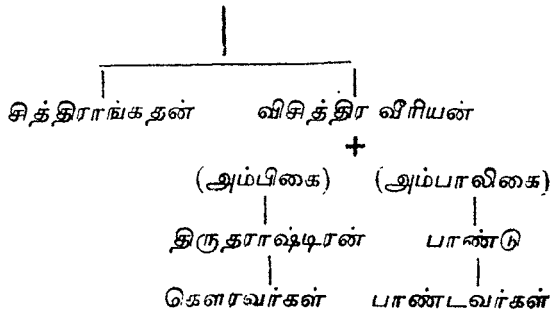 சித்திராங்கதன் விசித்திர வீரியன்
+
(அம்பிகை) (அம்பாலிகை)
திருதராஷ்டிரன் பாண்டு
கௌரவர்கள் பாண்டவர்கள்